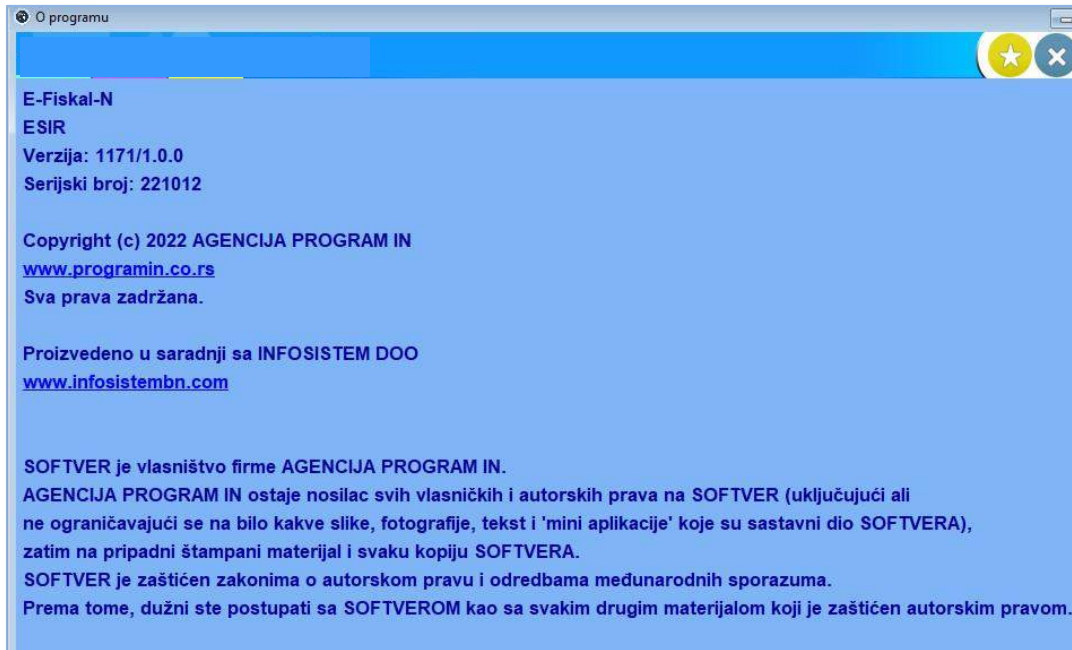 O programu
E-Fiskal-N
ESIR
Verzija: 1171/1.0.0
Serijski broj: 221012
Copyright (c) 2022 AGENCIJA PROGRAM IN
www.programin.co.rs
Sva prava zadržana.
Proizvedeno u saradnji sa INFOSISTEM DOO
www.infosistembn.com
SOFTVER je vlasništvo firme AGENCIJA PROGRAM IN.
AGENCIJA PROGRAM IN ostaje nosilac svih vlasničkih i autorskih prava na SOFTVER (uključujući ali
ne ograničavajući se na bilo kakve slike, fotografije, tekst i 'mini aplikacije' koje su sastavni dio SOFTVERA),
zatim na pripadni štampani materijal i svaku kopiju SOFTVERA.
SOFTVER je zaštićen zakonima o autorskom pravu i odredbama međunarodnih sporazuma.
Prema tome, dužni ste postupati sa SOFTVEROM kao sa svakim drugim materijalom koji je zaštićen autorskim pravom.